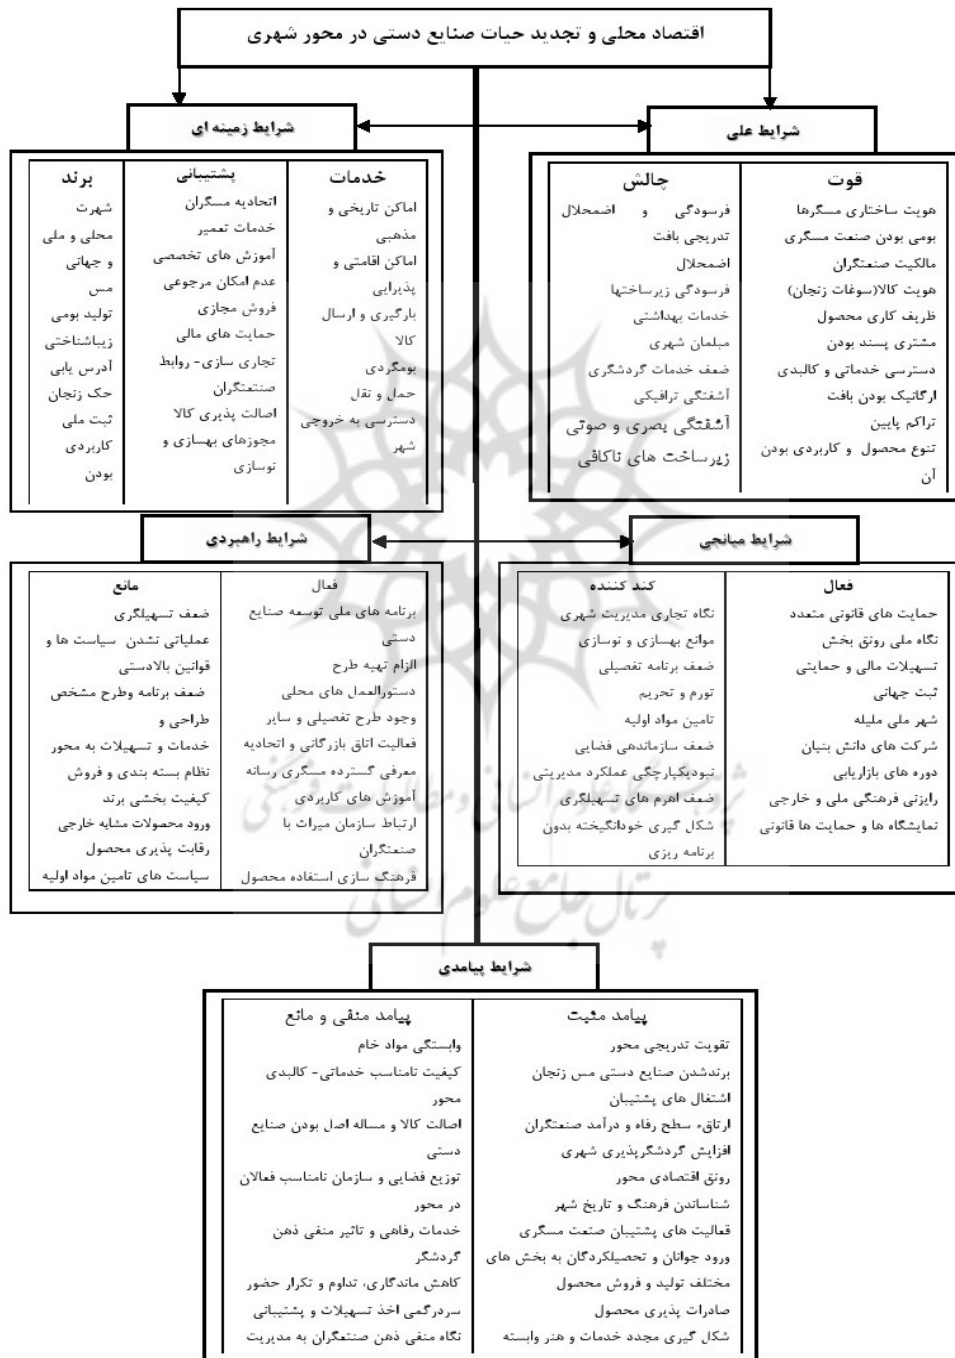 اقتصاد محلی و تجدید حیات صنایع دستی در محور شهری
شرایط علی
قوت
هویت ساختاری مسگرها
بومی بودن صنعت مسگری
مالکیت صنعتگران
هویت کالا(سوغات زنجان)
ظریف کاری محصول
مشتری پسند بودن
دسترسی خدماتی و کالبدی
ارگانیک بودن بافت
تراکم پایین
تنوع محصول و کاربردی بودن
آن
چالش
فرسودگی و اضمحلال
تدریجی بافت
اضمحلال
فرسودگی زیرساختها
خدمات بهداشتی
مبلمان شهری
ضعف خدمات گردشگری
آشفتگی ترافیکی
آشفتگی بصری و صوتی
زیرساخت های ناکافی
شرایط زمینه ای
خدمات
اماکن تاریخی و
مذهبی
اماکن اقامتی و
پذیرایی
بارگیری و ارسال
کالا
بومگردی
حمل و نقل
دسترسی به خروجی
شهر
پشتیبانی
اتحادیه مسگران
خدمات تعمیر
آموزش های تخصصی
عدم امکان مرجوعی
فروش مجازی
حمایت های مالی
تجاری سازی- روابط
صنتعتگران
اصالت پذیری کالا
مجوزهای بهسازی و
نوسازی
برند
شهرت
محلی و ملی
و جهانی
مس
تولید بومی
زیباشناختی
آدرس یابی
حک زنجان
ثبت ملی
کاربردی
بودن
شرایط میانجی
فعال
حمایت های قانونی متعدد
نگاه ملی رونق بخش
تسهیلات مالی و حمایتی
ثبت جهانی
شهر ملی ملیله
شرکت های دانش بنیان
دوره های بازاریابی
رایزنی فرهنگی ملی و خارجی
نمایشگاه ها و حمایت ها قانونی
کند کننده
نگاه تجاری مدیریت شهری
موانع بهسازی و نوسازی
ضعف برنامه تفصیلی
تورم و تحریم
تامین مواد اولیه
ضعف سازماندهی فضایی
نبودیکپارچگی عملکرد مدیریتی
ضعف اهرم های تسهیلگری
شکل گیری خودانگیخته بدون
برنامه ریزی
شرایط راهبردی
فعال
برنامه های ملی توسعه صنایع
دستی
الزام تهیه طرح
دستورالعمل های محلی
وجود طرح تفصیلی و سایر
فعالیت اتاق بازرگانی و اتحادیه
معرفی گسترده مسگری رسانه
آموزش های کاربردی
ارتباط سازمان میراث با
صنعتگران
فرهنگ سازی استفاده محصول
مانع
ضعف تسهیلگری
عملیاتی نشدن سیاست ها و
قوانین بالادستی
ضعف برنامه وطرح مشخص
طراحی و
خدمات و تسهیلات به محور
نظام بسته بندی و فروش
کیفیت بخشی برند
ورود محصولات مشابه خارجی
رقابت پذیری محصول
سیاست های تامین مواد اولیه
پژوهشگاه علوم انسانی و مطالعات فرهنگی
پرتال جامع علوم انسانی
شرایط پیامدی
پیامد مثبت
تقویت تدریجی محور
برندشدن صنایع دستی مس زنجان
اشتغال های پشتیبان
ارتقاء سطح رفاه و درآمد صنعتگران
افزایش گردشگرپذیری شهری
رونق اقتصادی محور
شناساندن فرهنگ و تاریخ شهر
فعالیت های پشتیبان صنعت مسگری
ورود جوانان و تحصیلکردگان به بخش های
مختلف تولید و فروش محصول
صادرات پذیری محصول
شکل گیری مجدد خدمات و هنر وابسته
پیامد منفی و مانع
وابستگی مواد خام
کیفیت نامناسب خدماتی- کالبدی
محور
اصالت کالا و مساله اصل بودن صنایع
دستی
توزیع فضایی و سازمان نامناسب فعالان
در محور
خدمات رفاهی و تاثیر منفی ذهن
گردشگر
کاهش ماندگاری، تداوم و تکرار حضور
سردرگمی اخذ تسهیلات و پشتیبانی
نگاه منفی ذهن صنتعگران به مدیریت